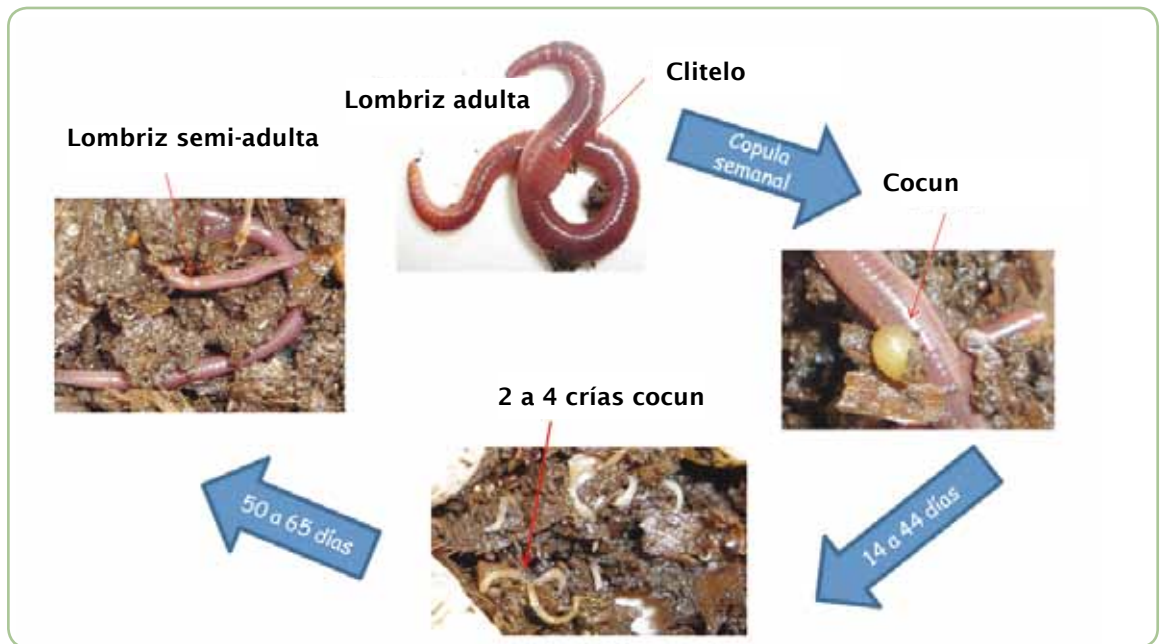 Clitelo
Lombriz adulta
Lombriz semi-adulta
Copula
semanal
Cocun
2 a 4 crías cocun
50 a 65 días
14 a 44 días